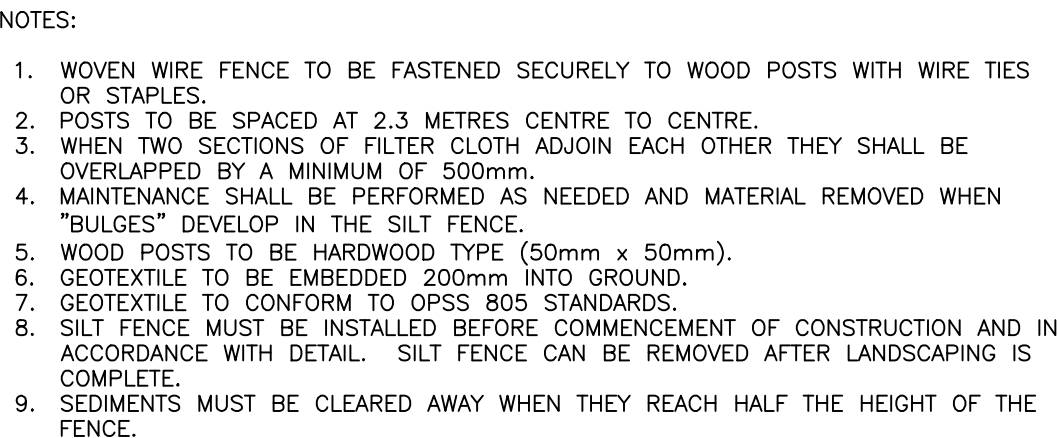 NOTES:
1. WOVEN WIRE FENCE TO BE FASTENED SECURELY TO WOOD POSTS WITH WIRE TIES
OR STAPLES.
2. POSTS TO BE SPACED AT 2.3 METRES CENTRE TO CENTRE.
3. WHEN TWO SECTIONS OF FILTER CLOTH ADJOIN EACH OTHER THEY SHALL BE
OVERLAPPED BY A MINIMUM OF 500mm.
4. MAINTENANCE SHALL BE PERFORMED AS NEEDED AND MATERIAL REMOVED WHEN
"BULGES" DEVELOP IN THE SILT FENCE.
5. WOOD POSTS TO BE HARDWOOD TYPE (50mm x 50mm).
6. GEOTEXTILE TO BE EMBEDDED 200mm INTO GROUND.
7. GEOTEXTILE TO CONFORM TO OPSS 805 STANDARDS.
8. SILT FENCE MUST BE INSTALLED BEFORE COMMENCEMENT OF CONSTRUCTION AND IN
ACCORDANCE WITH DETAIL. SILT FENCE CAN BE REMOVED AFTER LANDSCAPING IS
COMPLETE.
9. SEDIMENTS MUST BE CLEARED AWAY WHEN THEY REACH HALF THE HEIGHT OF THE
FENCE.